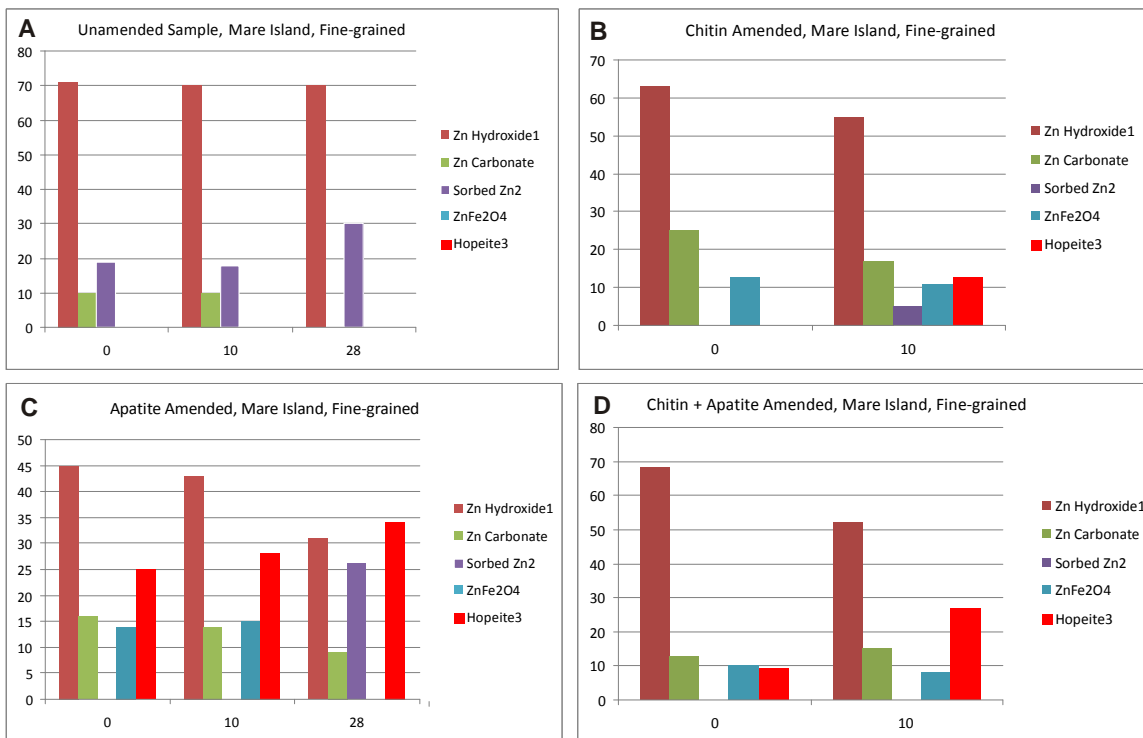 A
Unamended Sample, Mare Island, Fine-grained
80
70
60
50
40
30
20
10
0
0 10 28
Zn Hydroxide1
Zn Carbonate
Sorbed Zn2
ZnFe2O4
Hopeite3
B
Chitin Amended, Mare Island, Fine-grained
70
60
50
40
30
20
10
0
0 10
Zn Hydroxide1
Zn Carbonate
Sorbed Zn2
ZnFe2O4
Hopeite3
C
Apatite Amended, Mare Island, Fine-grained
50
45
40
35
30
25
20
15
10
5
0
0 10 28
Zn Hydroxide1
Zn Carbonate
Sorbed Zn2
ZnFe2O4
Hopeite3
D
Chitin + Apatite Amended, Mare Island, Fine-grained
80
70
60
50
40
30
20
10
0
0 10
Zn Hydroxide1
Zn Carbonate
Sorbed Zn2
ZnFe2O4
Hopeite3